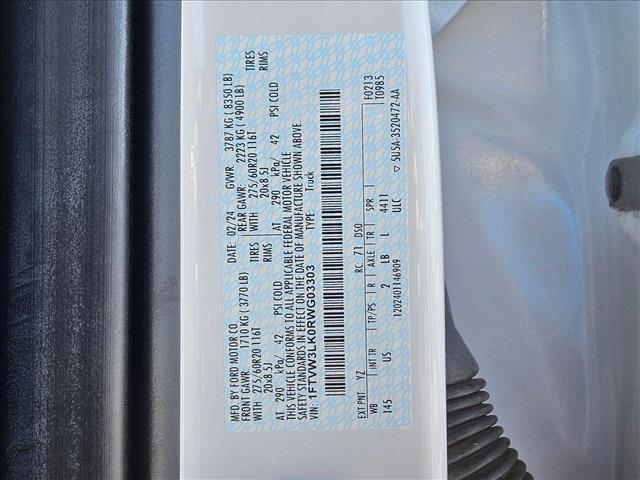 MFD. BY FORD MOTOR CO.
DATE: 02/24 GVWR: 3787 KG ( 8350 LB)
FRONT GAWR: 1710 KG ( 3770 LB) REAR GAWR: 2223 KG ( 4900 LB)
WITH 275/60R20 116T TIRES WITH 275/60R20 116T TIRES
20x8.5J RIMS 20x8.5J RIMS
AT 290 kPa/ 42 PSI COLD AT 290 kPa/ 42 PSI COLD
THIS VEHICLE CONFORMS TO ALL APPLICABLE FEDERAL MOTOR VEHICLE
SAFETY STANDARDS IN EFFECT ON THE DATE OF MANUFACTURE SHOWN ABOVE.
VIN: 1FTVW3LK0RWG03303
TYPE: Truck
F0213
T0985
EXT PNT: YZ RC: 71 DSO:
WB INT TR TP/PS R AXLE TR SPR
145 US 2 LB L 4411
ULC
1202401146909
5U5A-3520472-AA